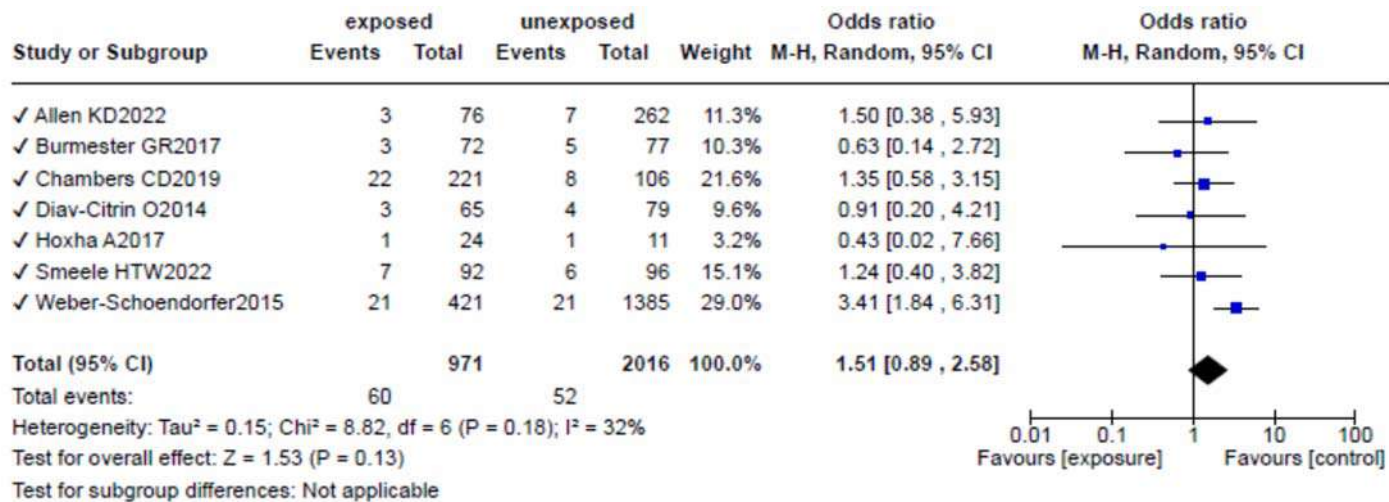 exposed unexposed Odds ratio Odds ratio
Study or Subgroup Events Total Events Total Weight M-H, Random, 95% CI M-H, Random, 95% CI
✓ Allen KD2022 3 76 7 262 11.3% 1.50 [0.38 , 5.93]
✓ Burmester GR2017 3 72 5 77 10.3% 0.63 [0.14 , 2.72]
✓ Chambers CD2019 22 221 8 106 21.6% 1.35 [0.58 , 3.15]
✓ Diav-Citrin O2014 3 65 4 79 9.6% 0.91 [0.20 , 4.21]
✓ Hoxha A2017 1 24 1 11 3.2% 0.43 [0.02 , 7.66]
✓ Smeele HTW2022 7 92 6 96 15.1% 1.24 [0.40 , 3.82]
✓ Weber-Schoendorfer2015 21 421 21 1385 29.0% 3.41 [1.84 , 6.31]
Total (95% CI) 971 2016 100.0% 1.51 [0.89 , 2.58]
Total events: 60 52
Heterogeneity: Tau² = 0.15; Chi² = 8.82, df = 6 (P = 0.18); I² = 32%
0.01 0.1 1 10 100
Test for overall effect: Z = 1.53 (P = 0.13)
Favours [exposure] Favours [control]
Test for subgroup differences: Not applicable